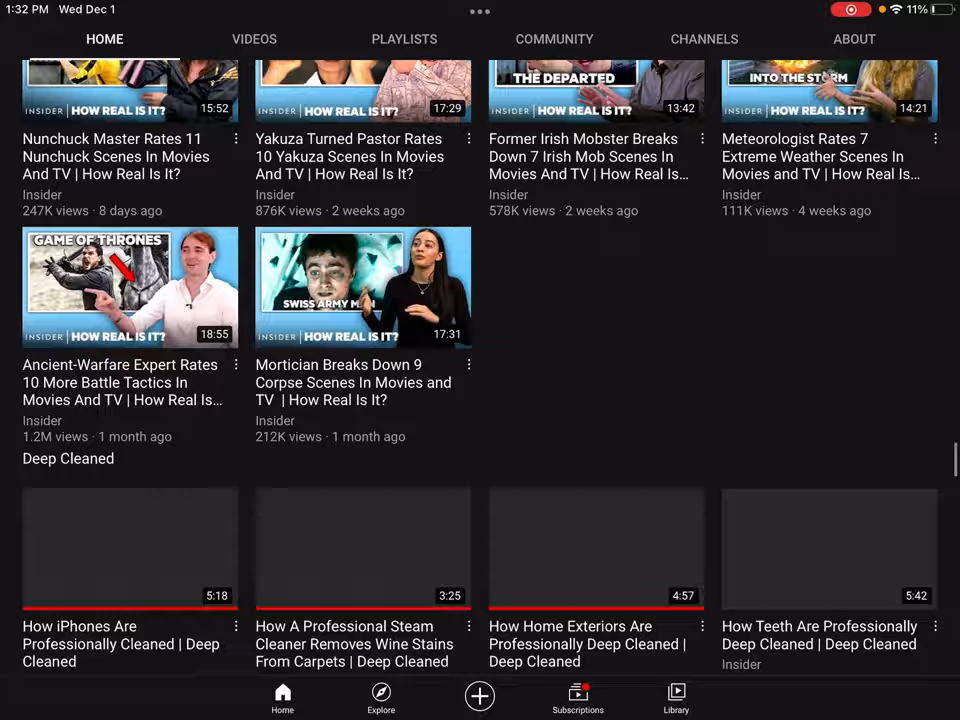 1:32 PM Wed Dec 1
11%
HOME VIDEOS PLAYLISTS COMMUNITY CHANNELS ABOUT
THE DEPARTED
INTO THE STORM
INSIDER | HOW REAL IS IT? 15:52
INSIDER | HOW REAL IS IT? 17:29
INSIDER | HOW REAL IS IT? 13:42
INSIDER | HOW REAL IS IT? 14:21
Nunchuck Master Rates 11
Nunchuck Scenes In Movies
And TV | How Real Is It?
Insider
247K views · 8 days ago
Yakuza Turned Pastor Rates
10 Yakuza Scenes In Movies
And TV | How Real Is It?
Insider
876K views · 2 weeks ago
Former Irish Mobster Breaks
Down 7 Irish Mob Scenes In
Movies And TV | How Real Is...
Insider
578K views · 2 weeks ago
Meteorologist Rates 7
Extreme Weather Scenes In
Movies and TV | How Real Is...
Insider
111K views · 4 weeks ago
GAME OF THRONES
INSIDER | HOW REAL IS IT? 18:55
Ancient-Warfare Expert Rates
10 More Battle Tactics In
Movies And TV | How Real Is...
Insider
1.2M views · 1 month ago
SWISS ARMY M N
INSIDER | HOW REAL IS IT? 17:31
Mortician Breaks Down 9
Corpse Scenes In Movies and
TV | How Real Is It?
Insider
212K views · 1 month ago
Deep Cleaned
5:18
How iPhones Are
Professionally Cleaned | Deep
Cleaned
3:25
How A Professional Steam
Cleaner Removes Wine Stains
From Carpets | Deep Cleaned
4:57
How Home Exteriors Are
Professionally Deep Cleaned |
Deep Cleaned
5:42
How Teeth Are Professionally
Deep Cleaned | Deep Cleaned
Insider
Home Explore Subscriptions Library